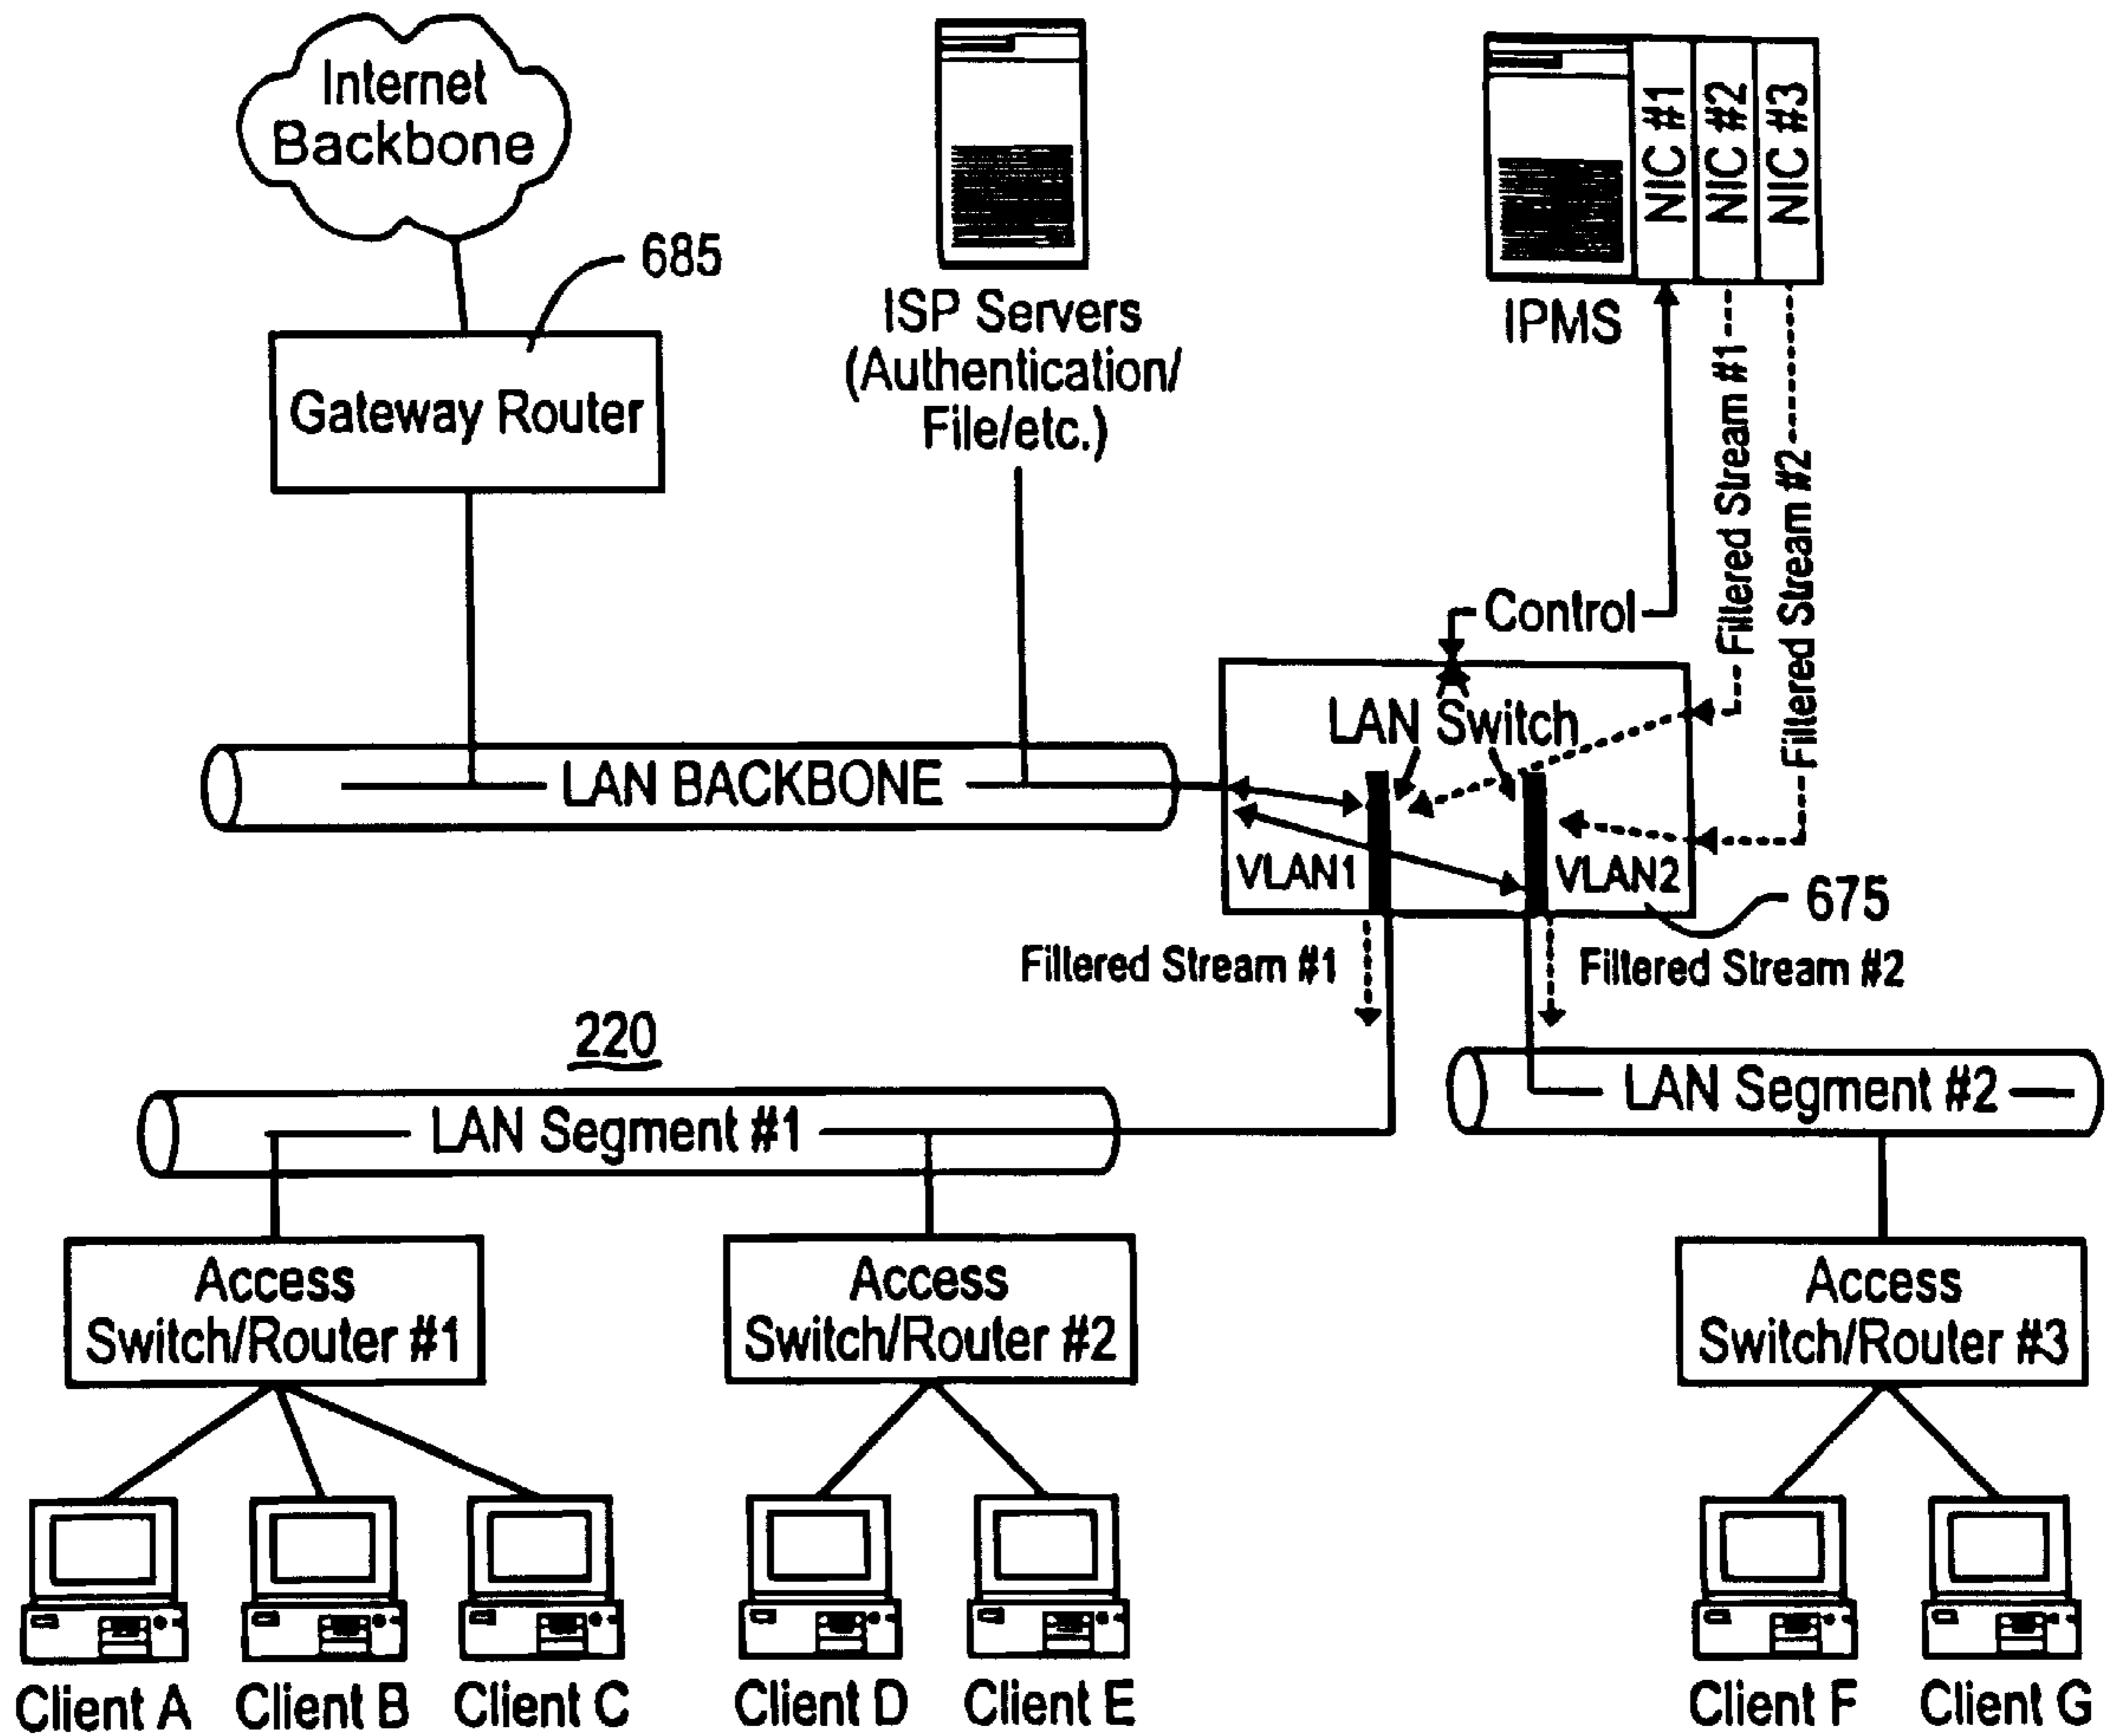 Internet
Backbone
685
Gateway Router
ISP Servers
(Authentication/
File/etc.)
IPMS
NIC #1
NIC #2
NIC #3
Filtered Stream #1
Filtered Stream #2
Control
LAN Switch
LAN BACKBONE
VLAN1
VLAN2
675
Filtered Stream #1
Filtered Stream #2
220
LAN Segment #1
LAN Segment #2
Access
Switch/Router #1
Access
Switch/Router #2
Access
Switch/Router #3
Client A
Client B
Client C
Client D
Client E
Client F
Client G